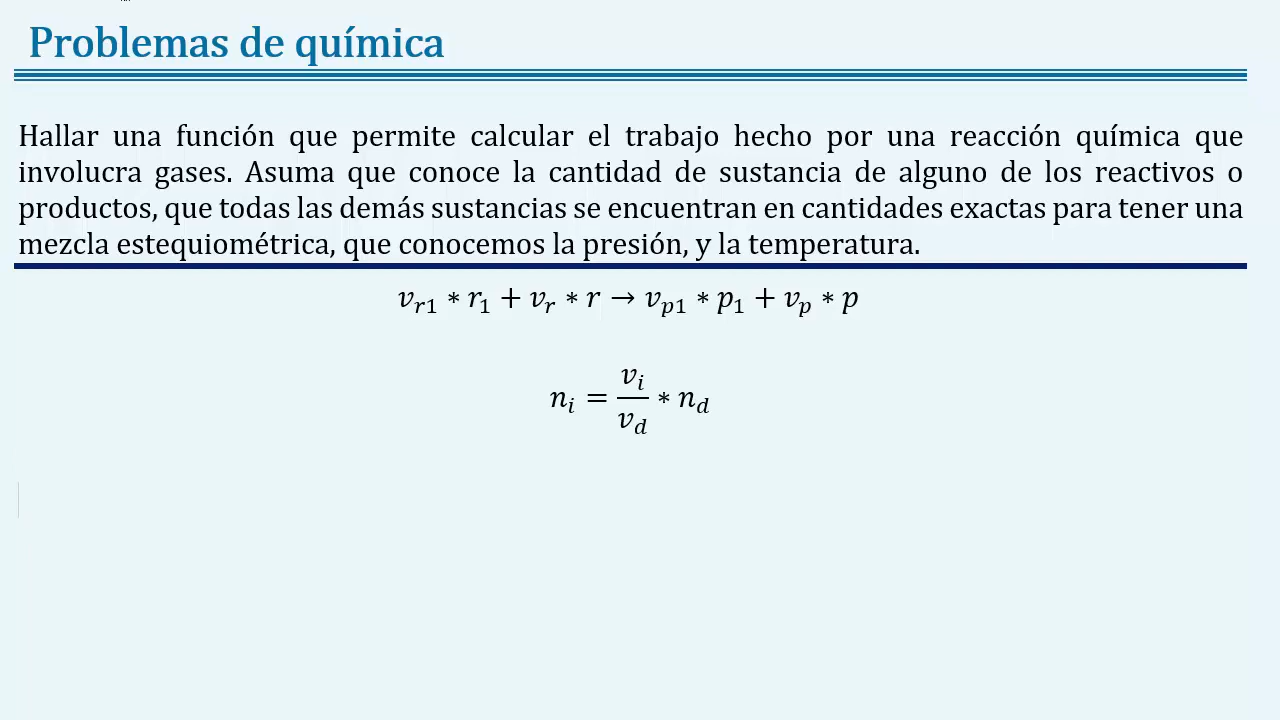 Problemas de química
Hallar una función que permite calcular el trabajo hecho por una reacción química que
involucra gases. Asuma que conoce la cantidad de sustancia de alguno de los reactivos o
productos, que todas las demás sustancias se encuentran en cantidades exactas para tener una
mezcla estequiométrica, que conocemos la presión, y la temperatura.
v_{r1} * r_1 + v_r * r → v_{p1} * p_1 + v_p * p
n_i = \frac{v_i}{v_d} * n_d